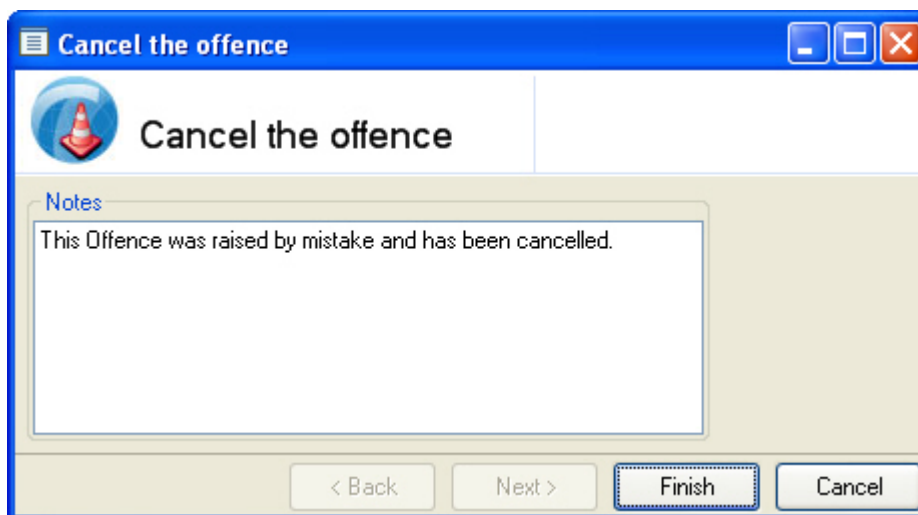 Cancel the offence
Cancel the offence
Notes
This Offence was raised by mistake and has been cancelled.
< Back Next > Finish Cancel